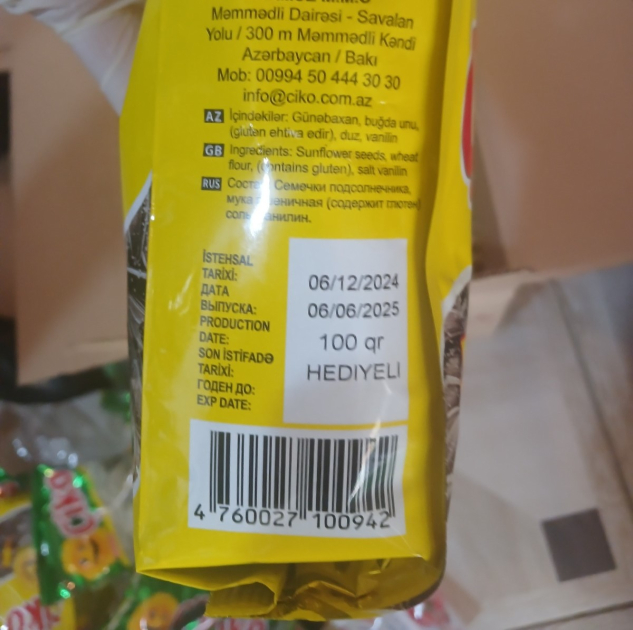 Məmmədli Dairəsi - Savalan
Yolu / 300 m Məmmədli Kəndi
Azərbaycan / Bakı
Mob: 00994 50 444 30 30
info@ciko.com.az
AZ İçindəkilər: Günəbaxan, buğda unu,
(gluten ehtiva edir), duz, vanilin
GB Ingredients: Sunflower seeds, wheat
flour, (contains gluten), salt vanilin
RUS Семечки подсолнечника,
мука пшеничная (содержит глютен)
İSTEHSAL
TARİXİ:
ДАТА
ВЫПУСКА:
PRODUCTION
DATE:
SON İSTİFADƏ
TARİXİ:
ГОДЕН ДО:
EXP DATE:
06/12/2024
06/06/2025
100 qr
HEDIYELI
4 760027 100942
Ciko